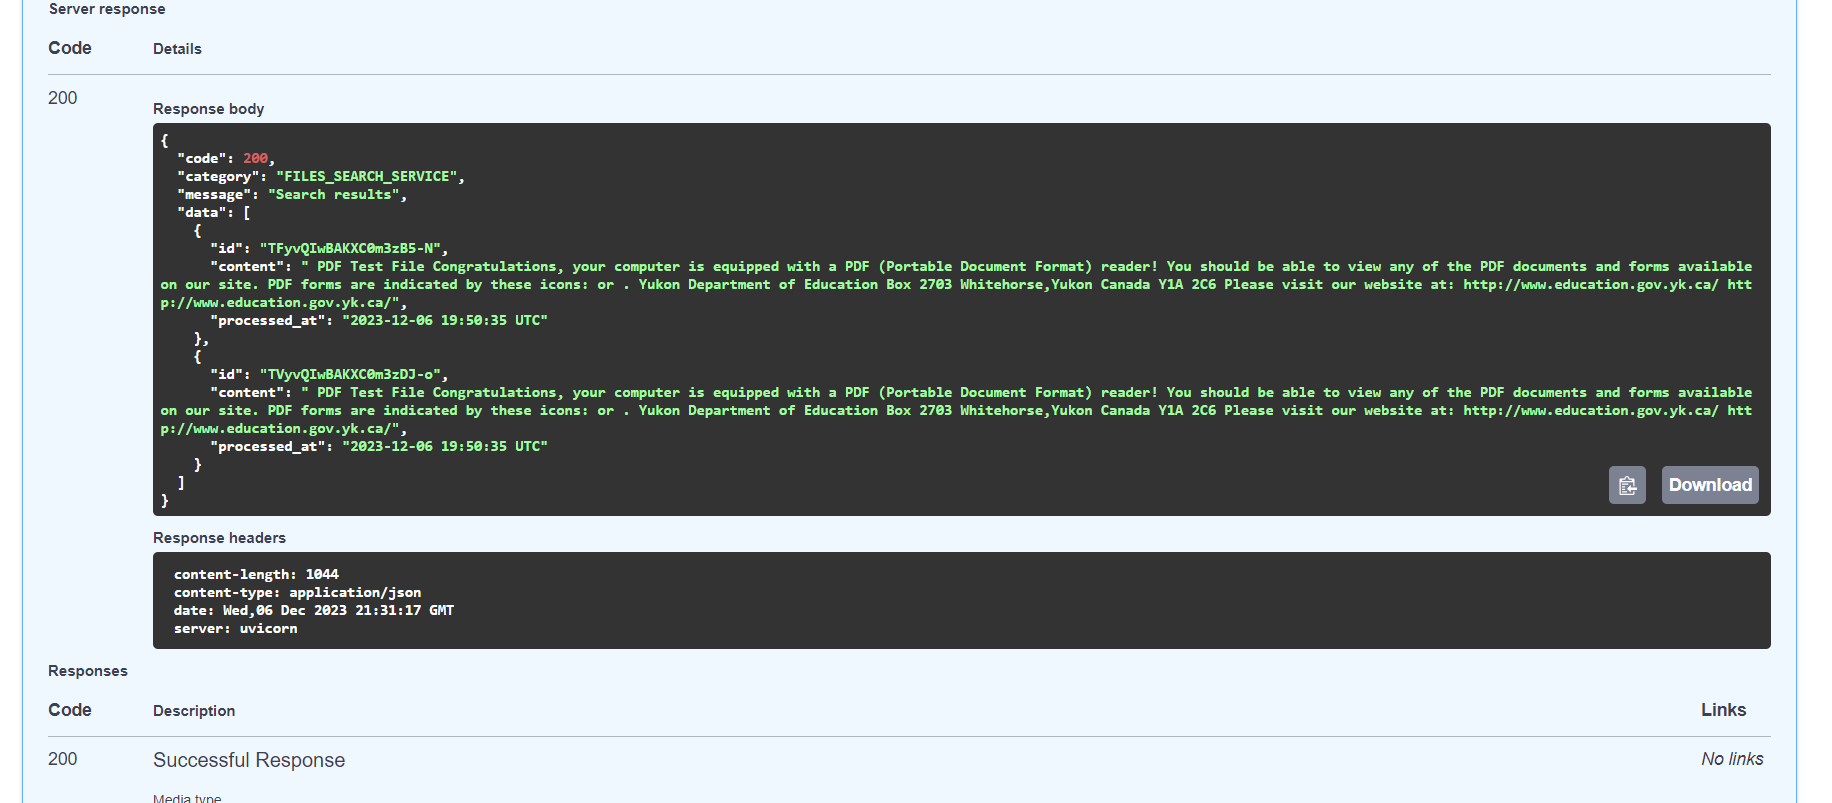 Server response
Code Details
200
Response body
{
"code": 200,
"category": "FILES_SEARCH_SERVICE",
"message": "Search results",
"data": [
{
"id": "TFyvQIwBAKXC0m3zB5-N",
"content": " PDF Test File Congratulations, your computer is equipped with a PDF (Portable Document Format) reader! You should be able to view any of the PDF documents and forms available
on our site. PDF forms are indicated by these icons: or . Yukon Department of Education Box 2703 Whitehorse,Yukon Canada Y1A 2C6 Please visit our website at: http://www.education.gov.yk.ca/ htt
p://www.education.gov.yk.ca/",
"processed_at": "2023-12-06 19:50:35 UTC"
},
{
"id": "TVyvQIwBAKXC0m3zDJ-o",
"content": " PDF Test File Congratulations, your computer is equipped with a PDF (Portable Document Format) reader! You should be able to view any of the PDF documents and forms available
on our site. PDF forms are indicated by these icons: or . Yukon Department of Education Box 2703 Whitehorse,Yukon Canada Y1A 2C6 Please visit our website at: http://www.education.gov.yk.ca/ htt
p://www.education.gov.yk.ca/",
"processed_at": "2023-12-06 19:50:35 UTC"
}
]
}
Download
Response headers
content-length: 1044
content-type: application/json
date: Wed,06 Dec 2023 21:31:17 GMT
server: uvicorn
Responses
Code Description Links
200 Successful Response No links
Media type